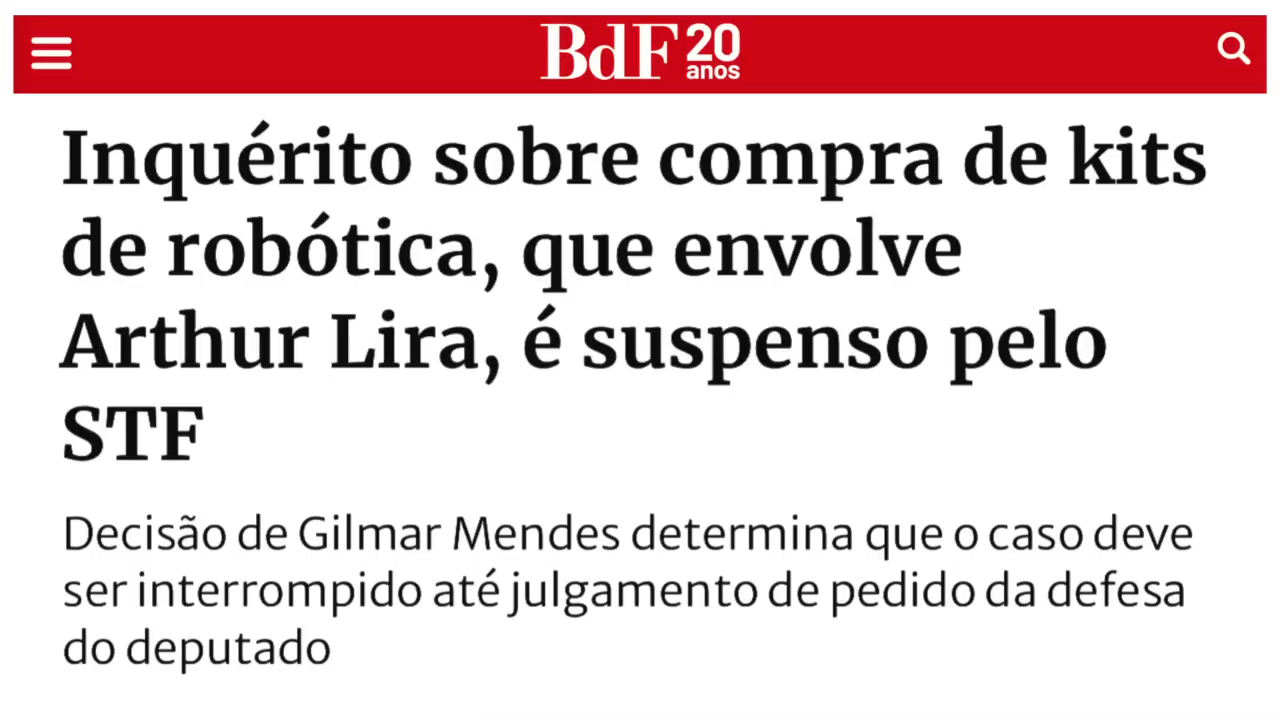 BdF 20 anos
Inquérito sobre compra de kits
de robótica, que envolve
Arthur Lira, é suspenso pelo
STF
Decisão de Gilmar Mendes determina que o caso deve
ser interrompido até julgamento de pedido da defesa
do deputado